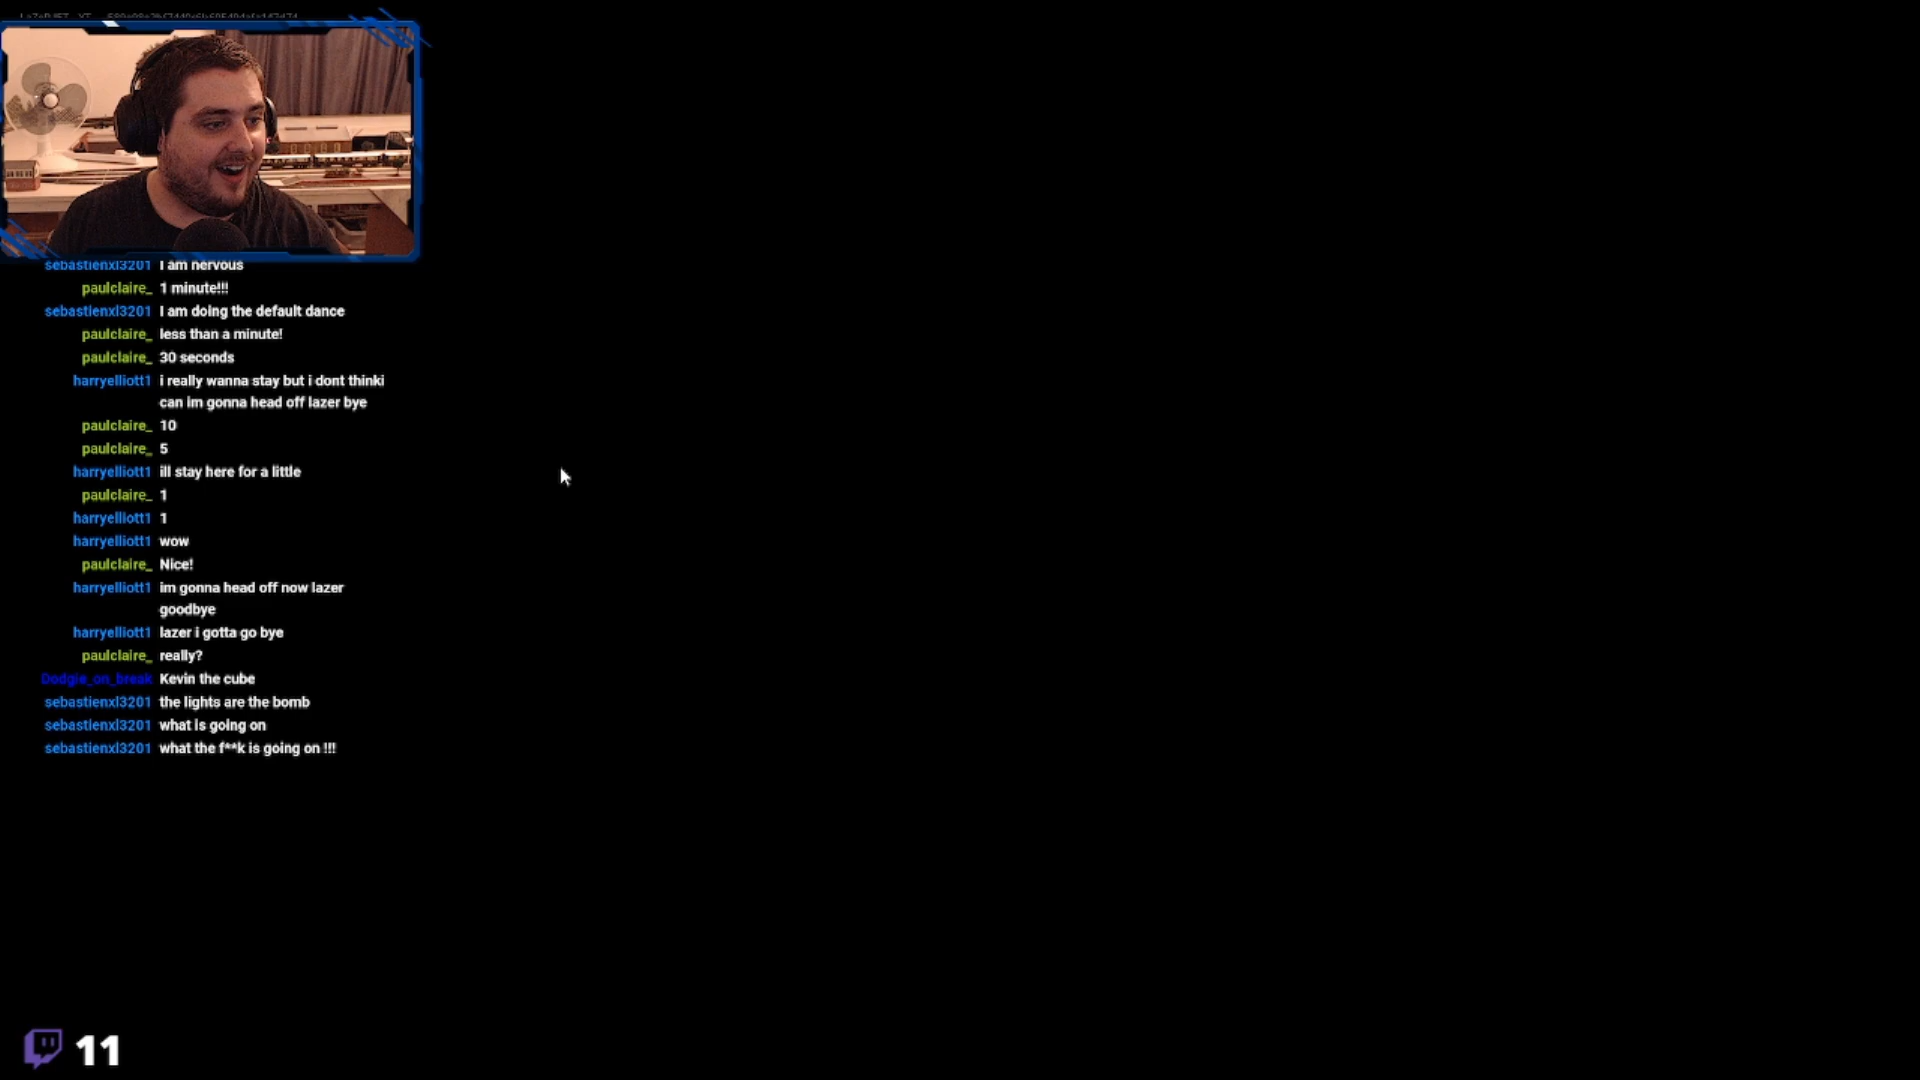 sebastienxl3201 I am nervous
paulclaire_ 1 minute!!!
sebastienxl3201 I am doing the default dance
paulclaire_ less than a minute!
paulclaire_ 30 seconds
harryelliott1 i really wanna stay but i dont thinki
can im gonna head off lazer bye
paulclaire_ 10
paulclaire_ 5
harryelliott1 ill stay here for a little
paulclaire_ 1
harryelliott1 1
harryelliott1 wow
paulclaire_ Nice!
harryelliott1 im gonna head off now lazer
goodbye
harryelliott1 lazer i gotta go bye
paulclaire_ really?
Dodgie_on_break Kevin the cube
sebastienxl3201 the lights are the bomb
sebastienxl3201 what is going on
sebastienxl3201 what the f**k is going on !!!
11